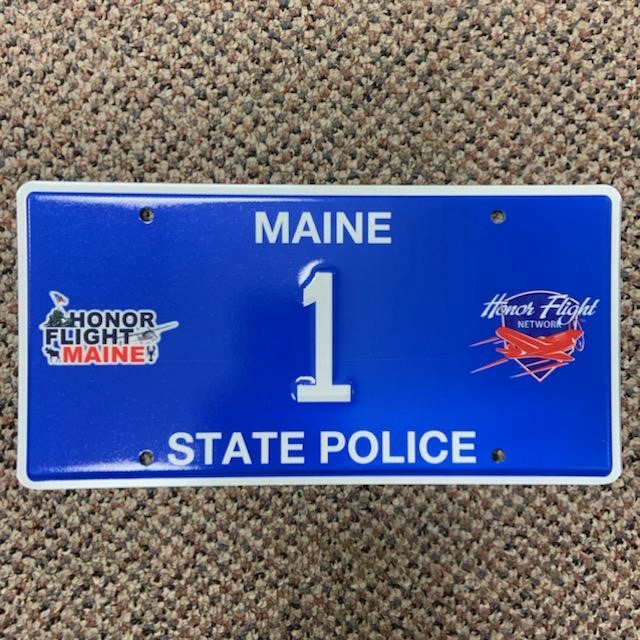 MAINE
1
HONOR
FLIGHT
MAINE
Honor Flight
NETWORK
STATE POLICE